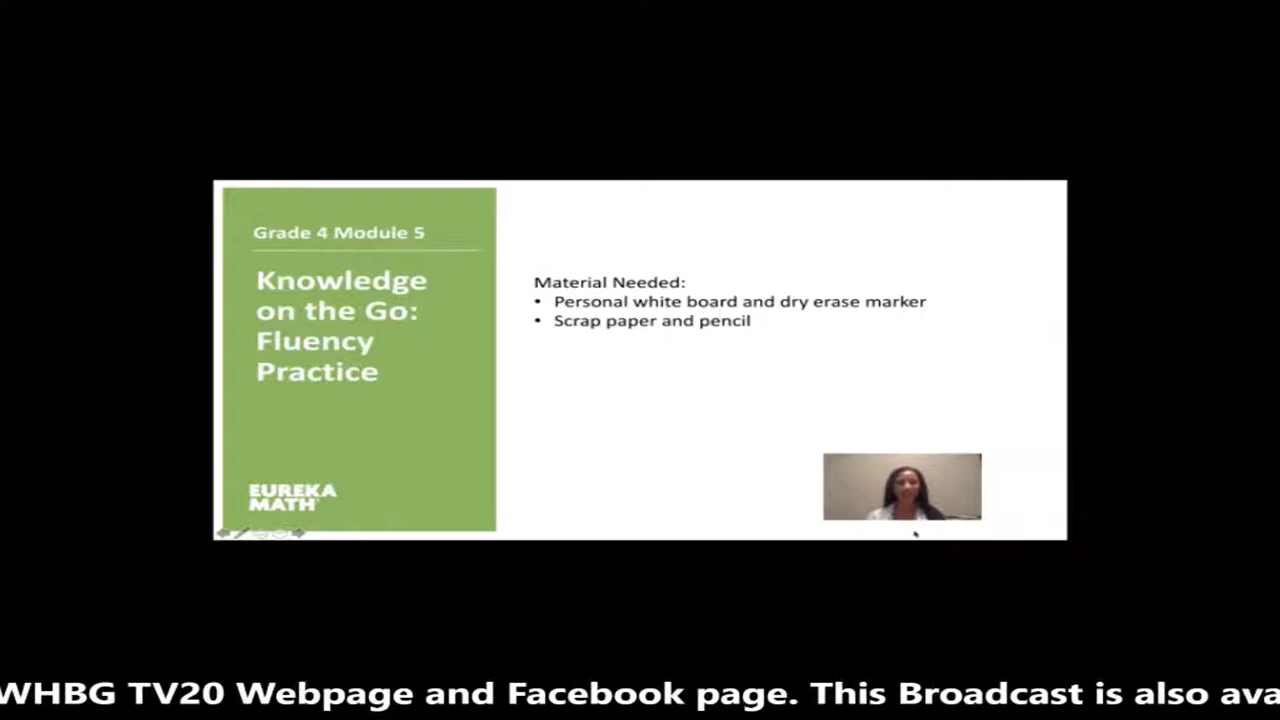 Grade 4 Module 5
Knowledge
on the Go:
Fluency
Practice
EUREKA
MATH
Material Needed:
• Personal white board and dry erase marker
• Scrap paper and pencil
WHBG TV20 Webpage and Facebook page. This Broadcast is also ava